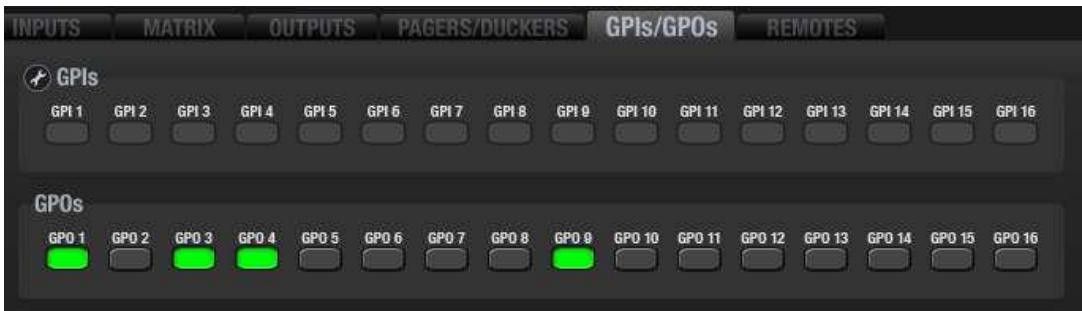 INPUTS MATRIX OUTPUTS PAGERS/DUCKERS GPIs/GPOs REMOTES
GPIs
GPI 1 GPI 2 GPI 3 GPI 4 GPI 5 GPI 6 GPI 7 GPI 8 GPI 9 GPI 10 GPI 11 GPI 12 GPI 13 GPI 14 GPI 15 GPI 16
GPOs
GPO 1 GPO 2 GPO 3 GPO 4 GPO 5 GPO 6 GPO 7 GPO 8 GPO 9 GPO 10 GPO 11 GPO 12 GPO 13 GPO 14 GPO 15 GPO 16